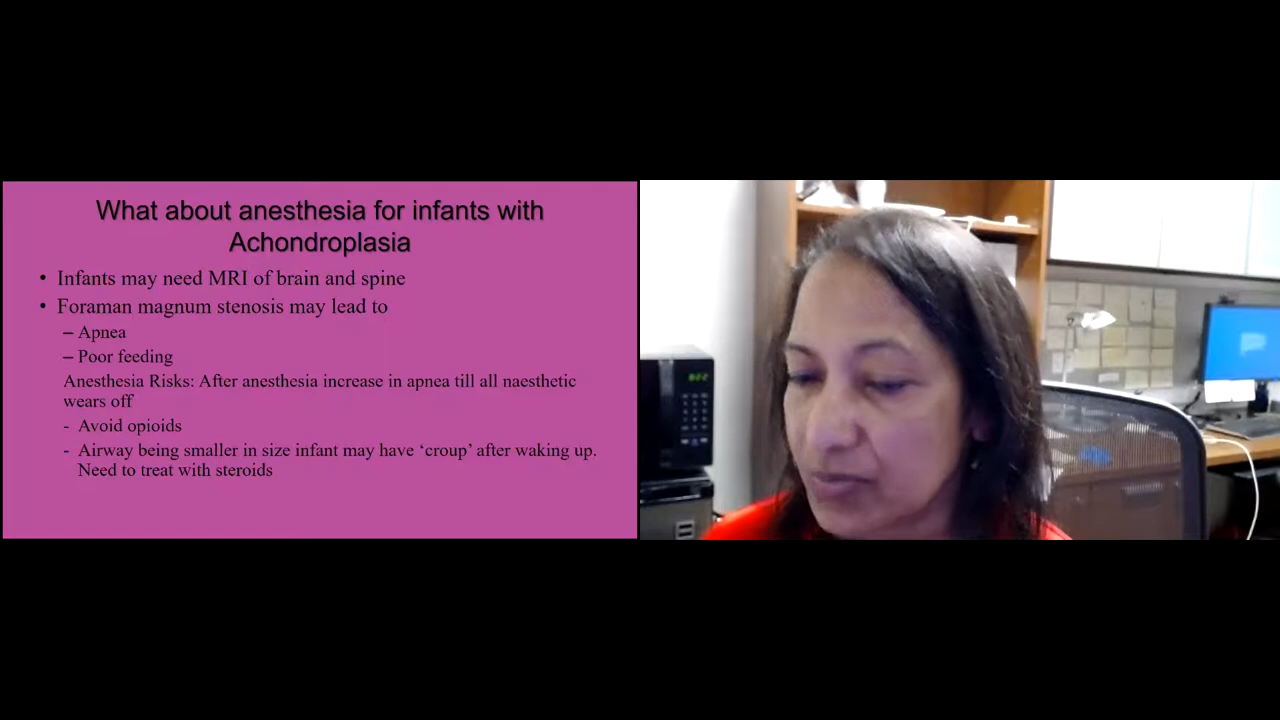 What about anesthesia for infants with
Achondroplasia
• Infants may need MRI of brain and spine
• Foraman magnum stenosis may lead to
– Apnea
– Poor feeding
Anesthesia Risks: After anesthesia increase in apnea till all naesthetic
wears off
- Avoid opioids
- Airway being smaller in size infant may have ‘croup’ after waking up.
Need to treat with steroids